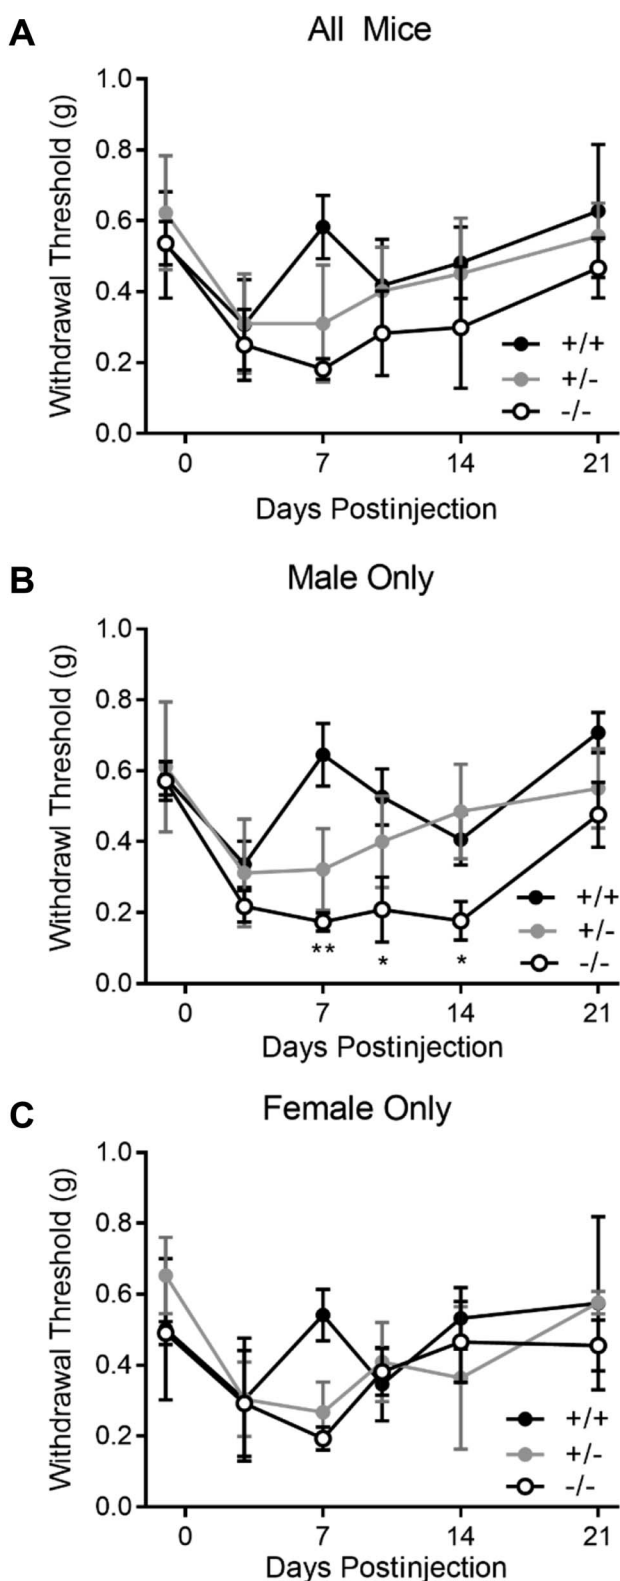 A
All Mice
Withdrawal Threshold (g)
1.0
0.8
0.6
0.4
0.2
0.0
+/+
+/-
-/-
0 7 14 21
Days Postinjection
B
Male Only
Withdrawl Threshold (g)
1.0
0.8
0.6
0.4
0.2
0.0
** * *
+/+
+/-
-/-
0 7 14 21
Days Postinjection
C
Female Only
Withdrawal Threshold (g)
1.0
0.8
0.6
0.4
0.2
0.0
+/+
+/-
-/-
0 7 14 21
Days Postinjection